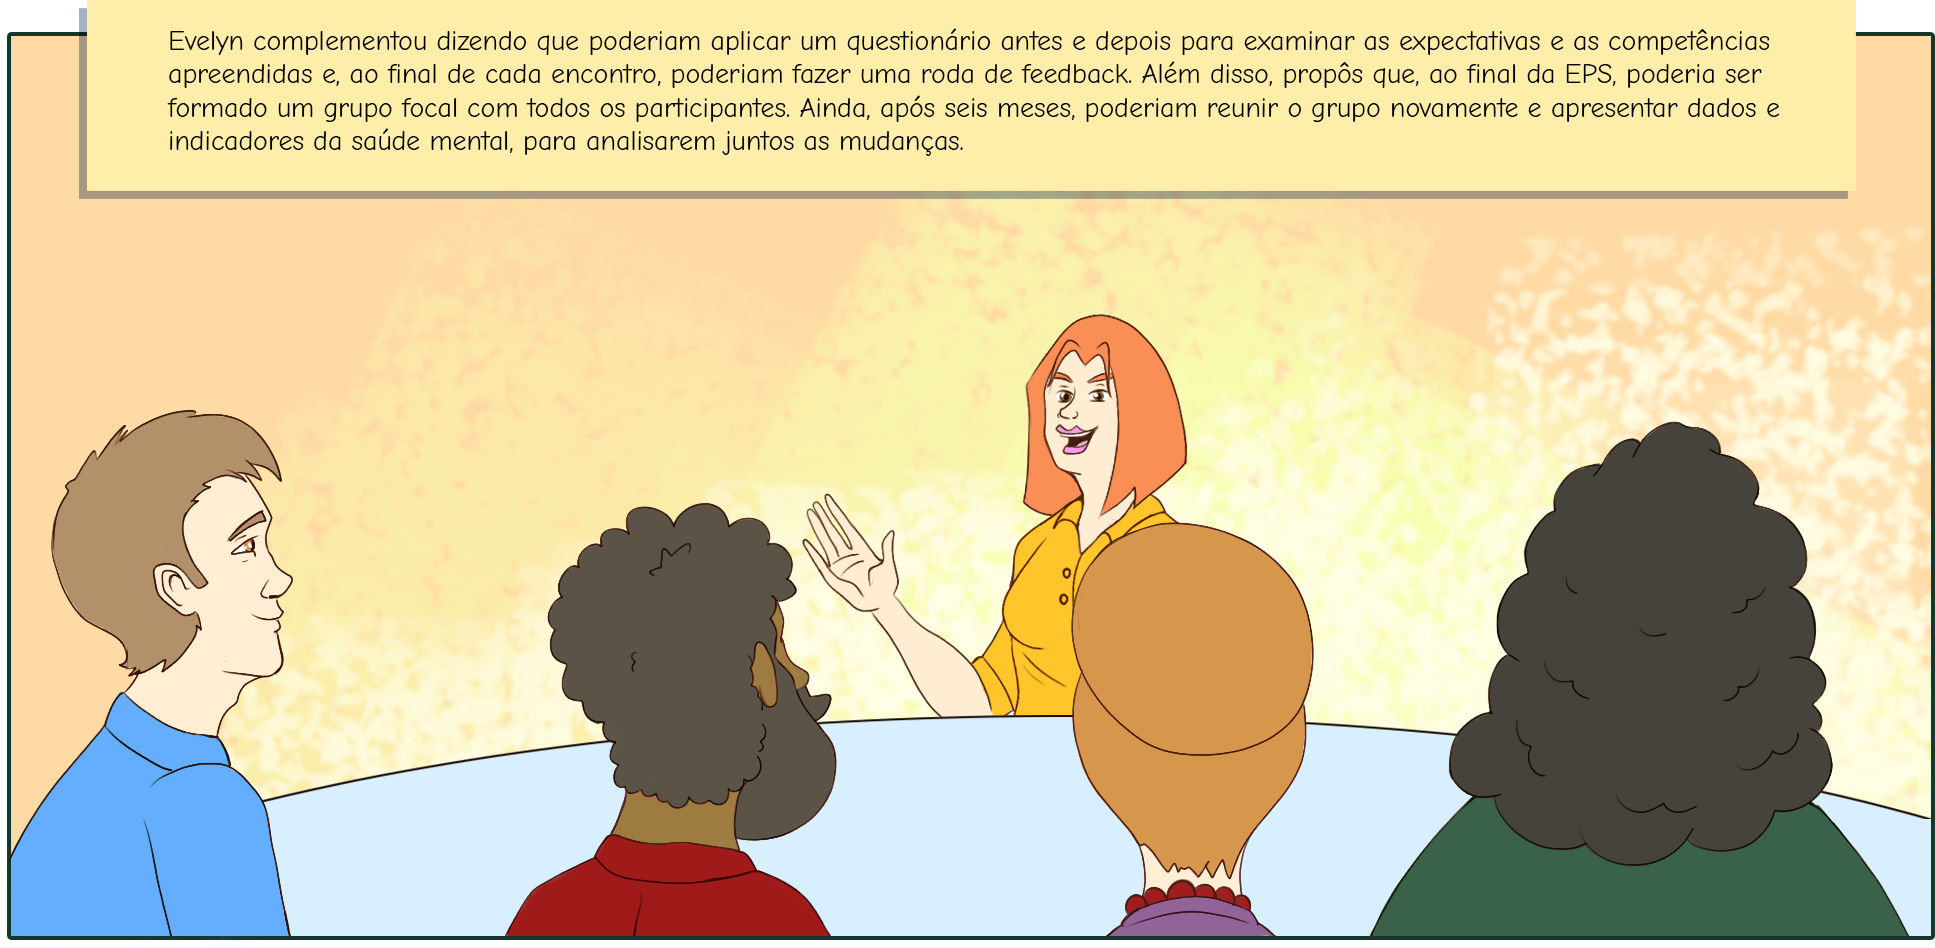 Evelyn complementou dizendo que poderiam aplicar um questionário antes e depois para examinar as expectativas e as competências
apreendidas e, ao final de cada encontro, poderiam fazer uma roda de feedback. Além disso, propôs que, ao final da EPS, poderia ser
formado um grupo focal com todos os participantes. Ainda, após seis meses, poderiam reunir o grupo novamente e apresentar dados e
indicadores da saúde mental, para analisarem juntos as mudanças.